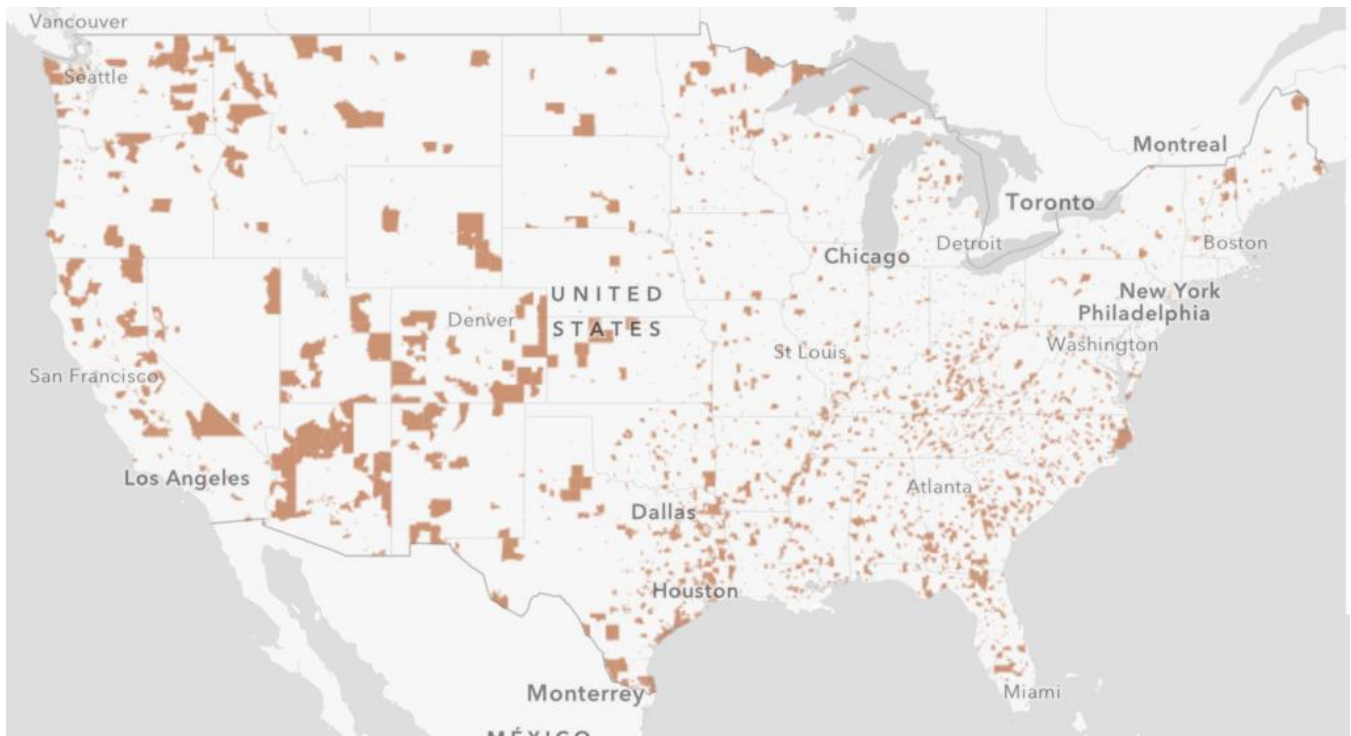 Vancouver
Seattle
Montreal
Toronto
Boston
Detroit
Chicago
New York
UNITED
STATES
Philadelphia
Denver
Washington
St Louis
San Francisco
Los Angeles
Atlanta
Dallas
Houston
Miami
Monterrey
MÉXICO